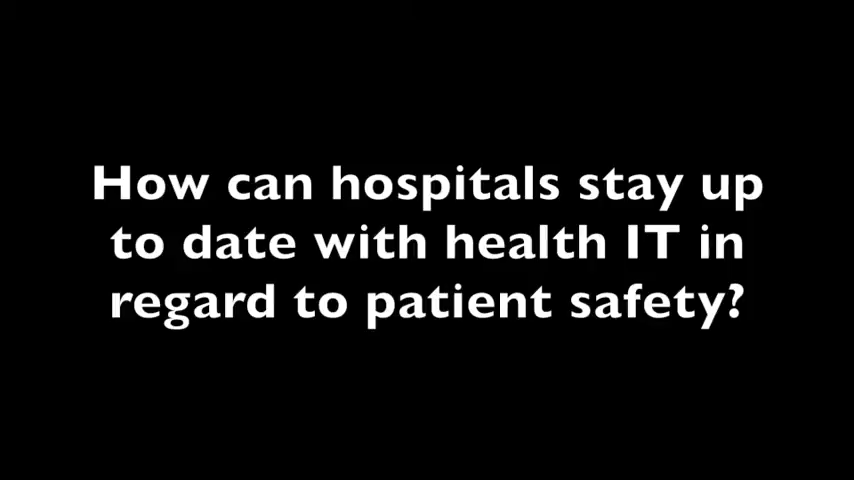 How can hospitals stay up
to date with health IT in
regard to patient safety?